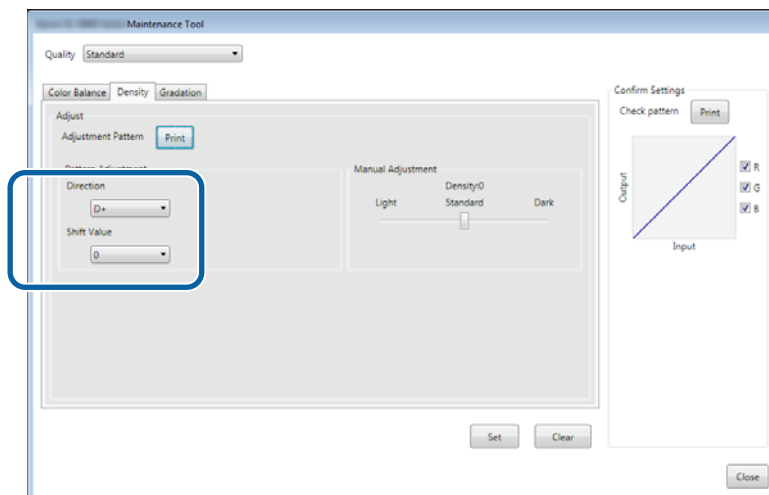 Maintenance Tool
Quality Standard
Color Balance Density Gradation
Adjust
Adjustment Pattern Print
Direction
D+
Shift Value
0
Manual Adjustment
Density:0
Light Standard Dark
Confirm Settings
Check pattern Print
Output
R
G
B
Input
Set Clear
Close